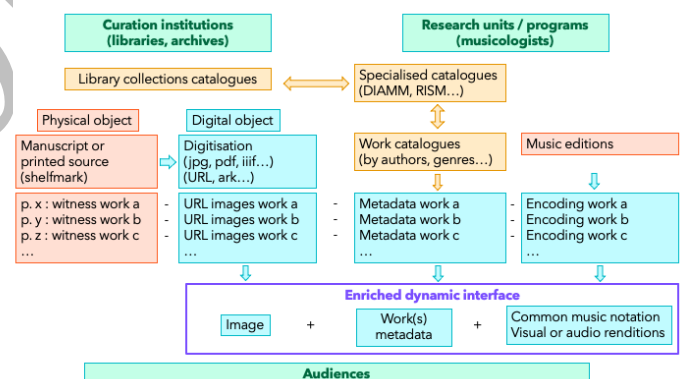 Curation institutions
(libraries, archives)
Research units / programs
(musicologists)
Library collections catalogues
Specialised catalogues
(DIAMM, RISM...)
Physical object
Digital object
Manuscript or
printed source
(shelfmark)
Digitisation
(jpg, pdf, iiif...)
(URL, ark...)
Work catalogues
(by authors, genres...)
Music editions
p. x : witness work a - URL images work a - Metadata work a - Encoding work a
p. y : witness work b - URL images work b - Metadata work b - Encoding work b
p. z : witness work c - URL images work c - Metadata work c - Encoding work c
... ... ... ...
Enriched dynamic interface
Image + Work(s) metadata + Common music notation
Visual or audio renditions
Audiences